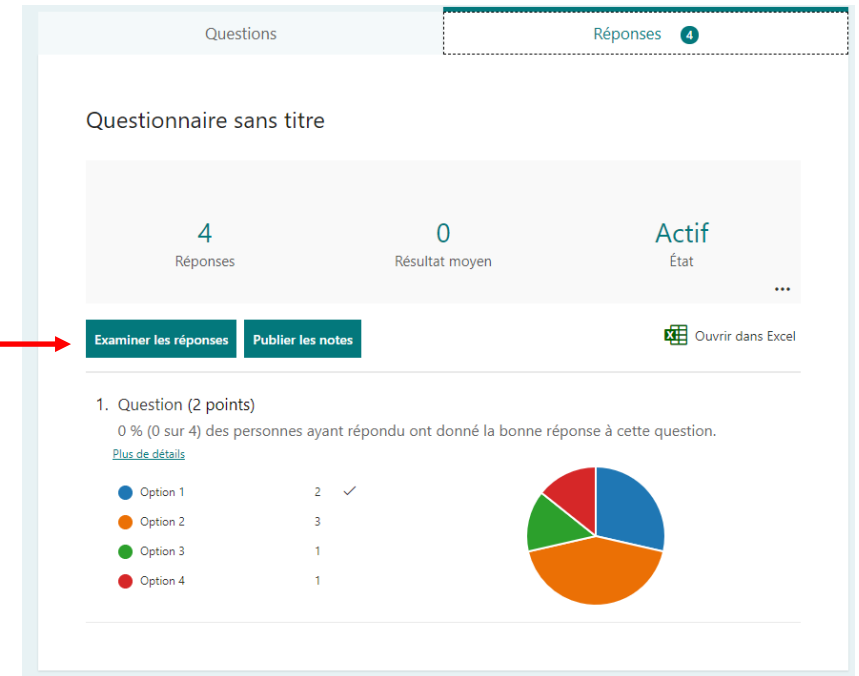 Questions
Réponses 4
Questionnaire sans titre
4
Réponses
0
Résultat moyen
Actif
État
Examiner les réponses
Publier les notes
Ouvrir dans Excel
1. Question (2 points)
0 % (0 sur 4) des personnes ayant répondu ont donné la bonne réponse à cette question.
Plus de détails
Option 1 2
Option 2 3
Option 3 1
Option 4 1